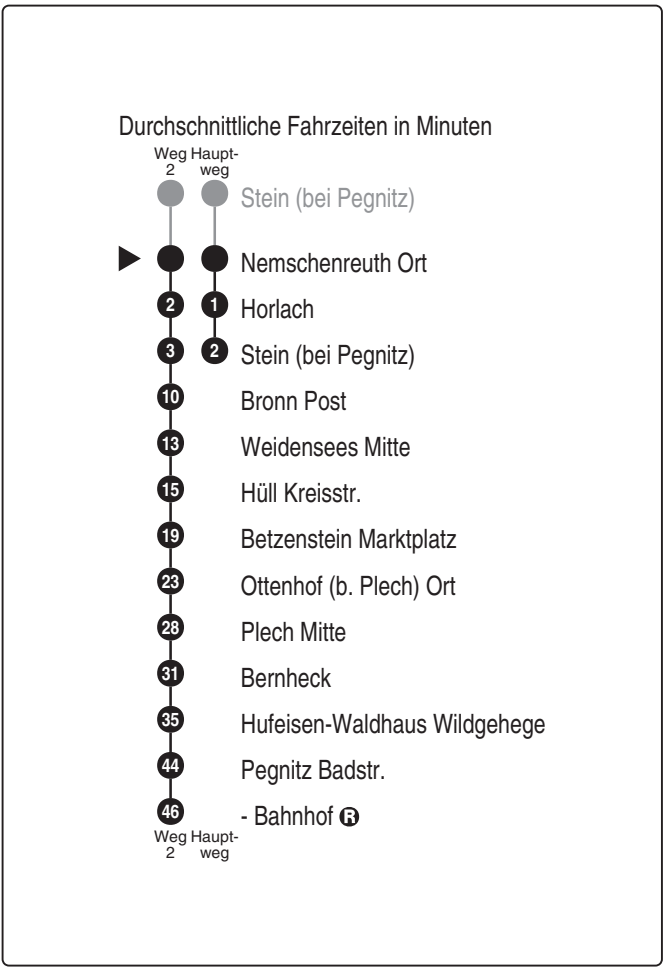 Durchschnittliche Fahrzeiten in Minuten
Weg Haupt-
2 weg
Stein (bei Pegnitz)
Nemschenreuth Ort
2 1 Horlach
3 2 Stein (bei Pegnitz)
10 Bronn Post
13 Weidensees Mitte
15 Hüll Kreisstr.
19 Betzenstein Marktplatz
23 Ottenhof (b. Plech) Ort
28 Plech Mitte
31 Bernheck
35 Hufeisen-Waldhaus Wildgehege
44 Pegnitz Badstr.
46 - Bahnhof R
Weg Haupt-
2 weg